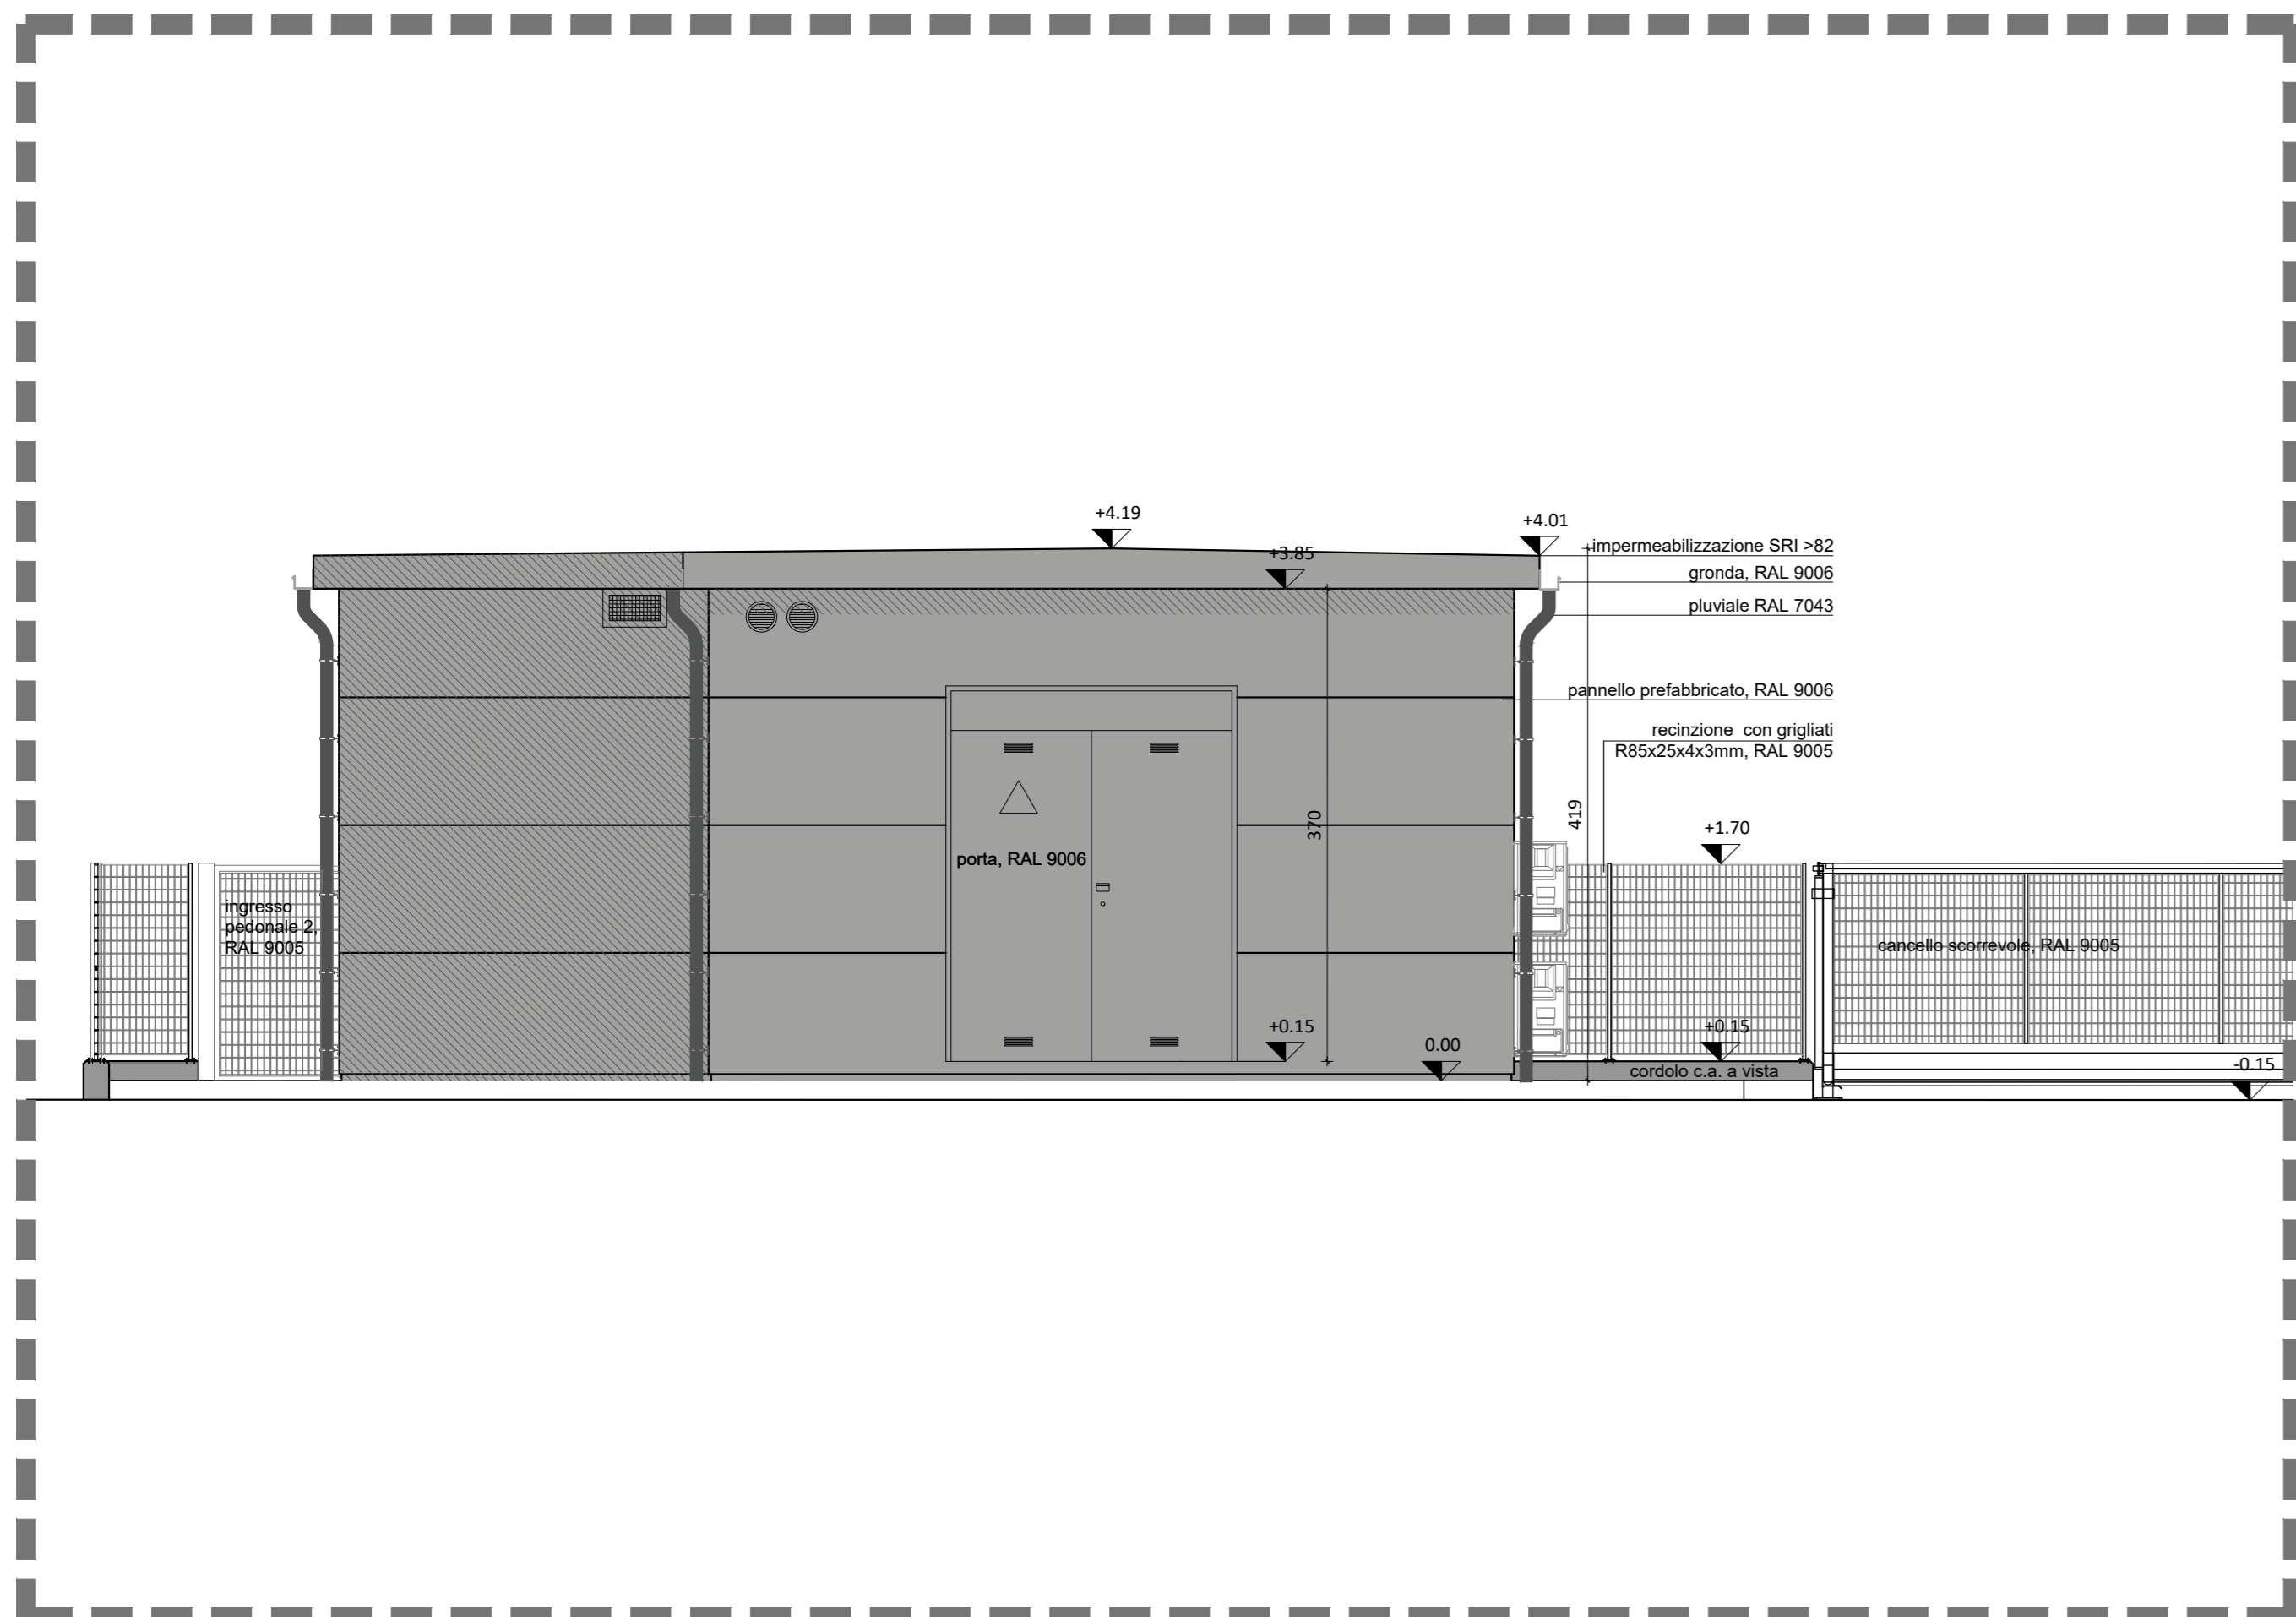 +4.19
+4.01
+3.85
impermeabilizzazione SRI >82
gronda, RAL 9006
pluviale RAL 7043
pannello prefabbricato, RAL 9006
recinzione con grigliati
R85x25x4x3mm, RAL 9005
419
370
+1.70
porta, RAL 9006
ingresso
pedonale 2,
RAL 9005
cancello scorrevole, RAL 9005
+0.15
+0.15
0.00
cordolo c.a. a vista
-0.15